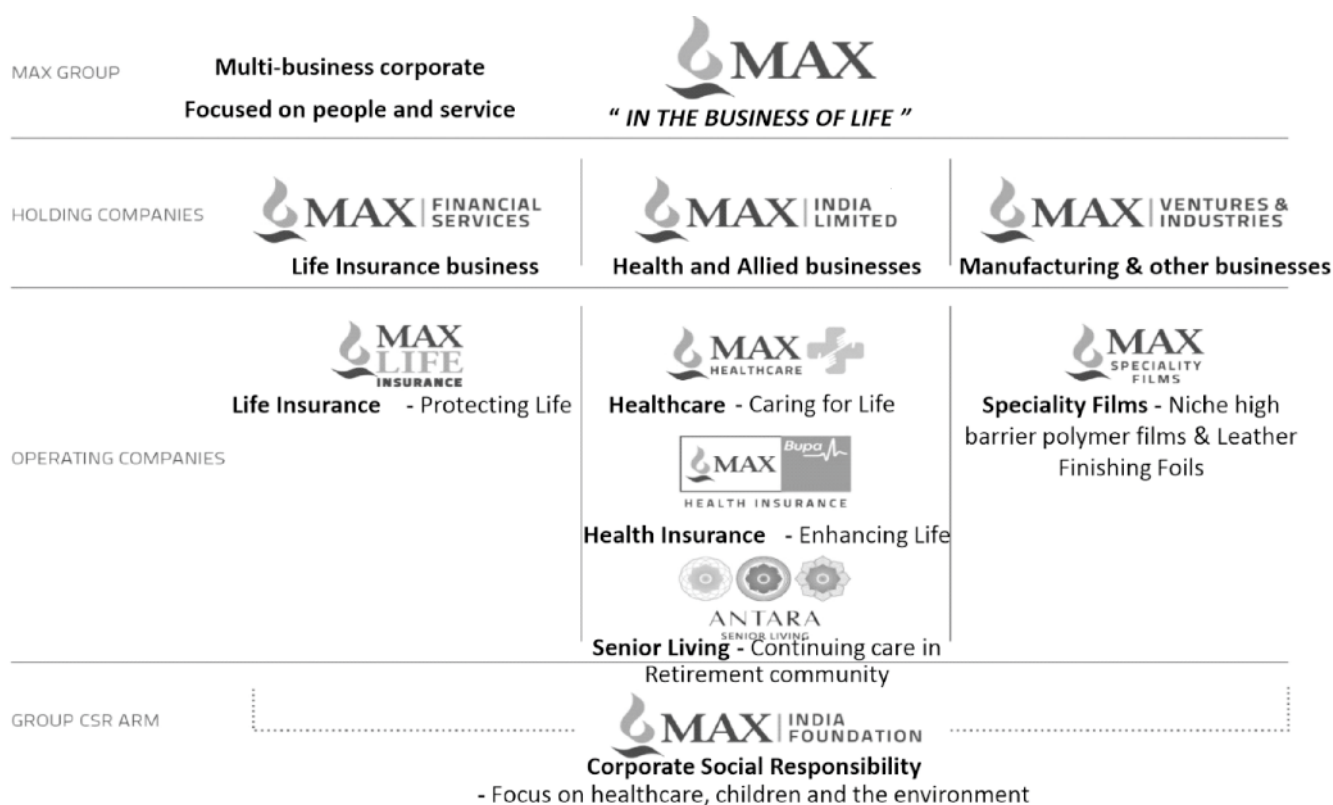 MAX GROUP
Multi-business corporate
Focused on people and service
MAX
“ IN THE BUSINESS OF LIFE ”
HOLDING COMPANIES
MAX FINANCIAL SERVICES
Life Insurance business
MAX INDIA LIMITED
Health and Allied businesses
MAX VENTURES & INDUSTRIES
Manufacturing & other businesses
OPERATING COMPANIES
MAX
LIFE
INSURANCE
Life Insurance - Protecting Life
MAX
HEALTHCARE
Healthcare - Caring for Life
MAX Bupa
HEALTH INSURANCE
Health Insurance - Enhancing Life
ANTARA
SENIOR LIVING
Senior Living - Continuing care in
Retirement community
MAX
SPECIALITY
FILMS
Speciality Films - Niche high
barrier polymer films & Leather
Finishing Foils
GROUP CSR ARM
MAX INDIA FOUNDATION
Corporate Social Responsibility
- Focus on healthcare, children and the environment